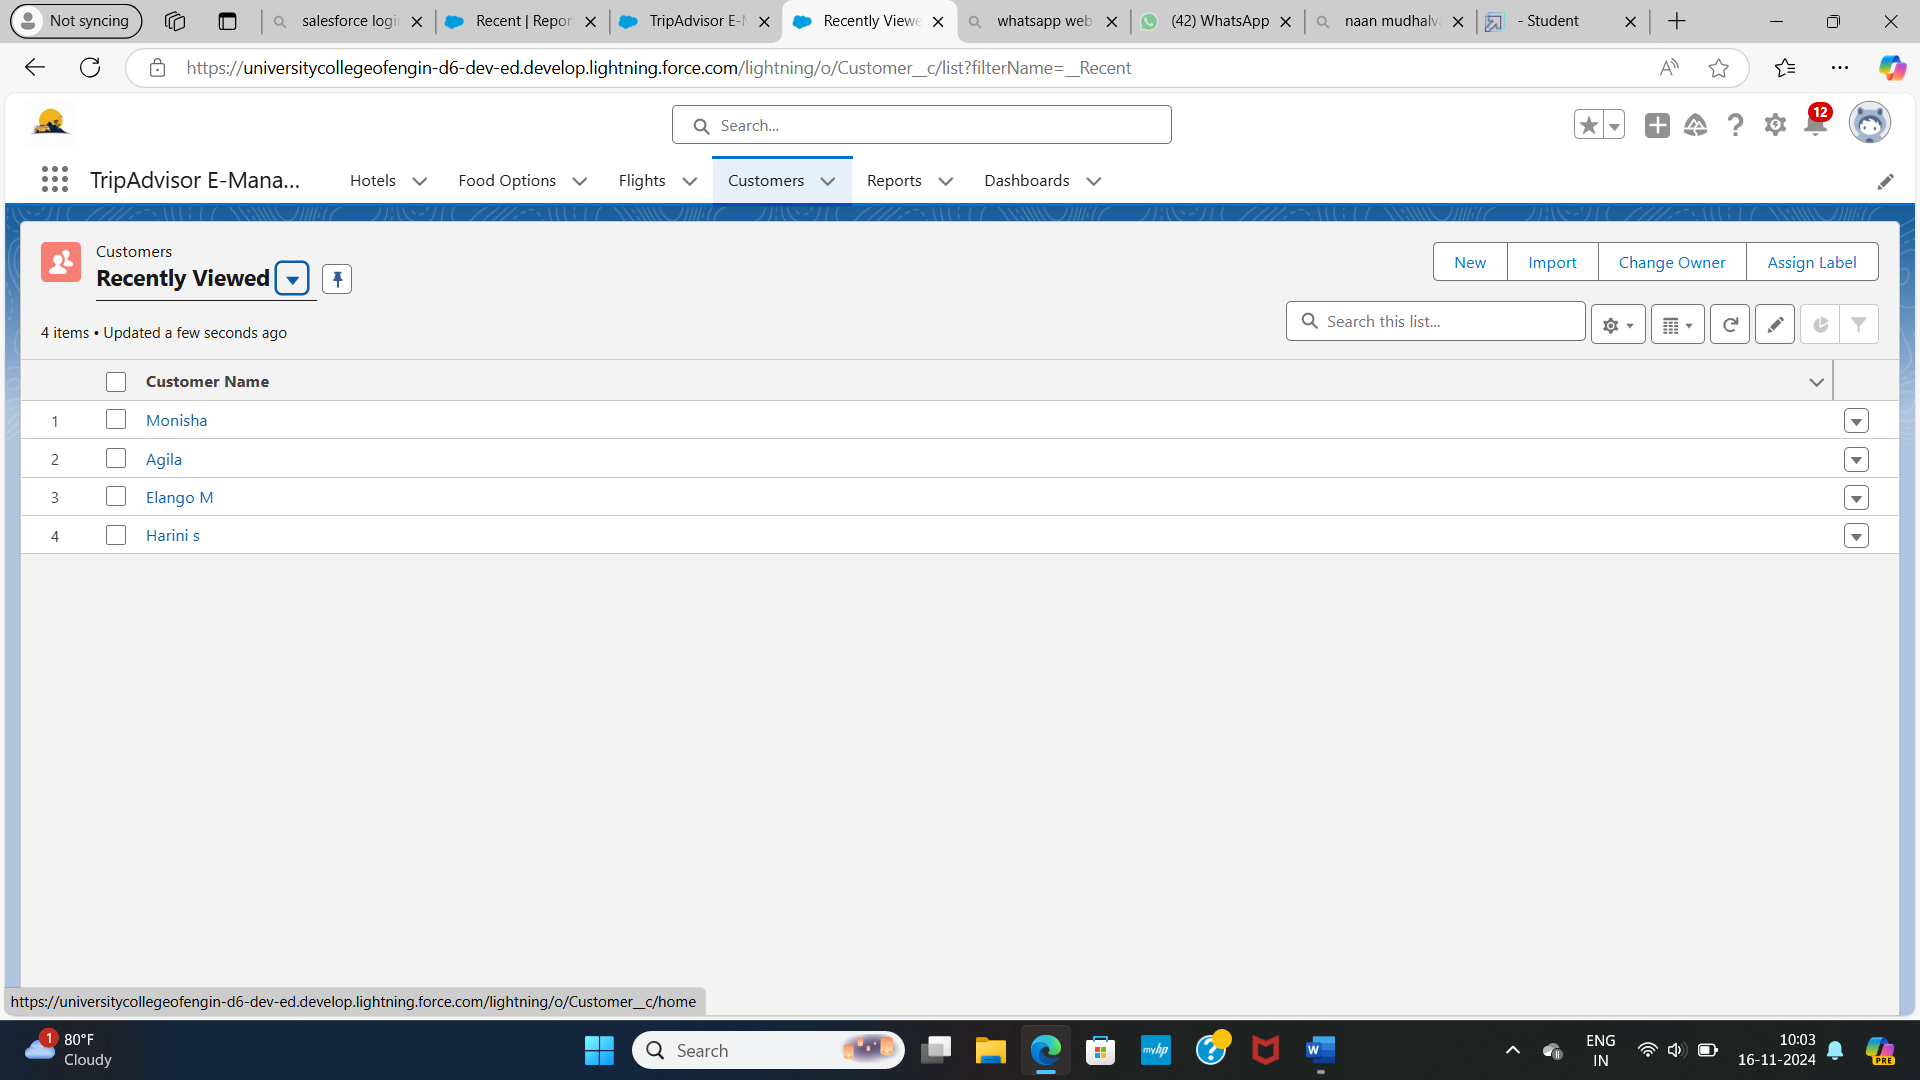 Not syncing
salesforce logi
Recent | Repor
TripAdvisor E-M
Recently Viewe
whatsapp web
(42) WhatsApp
naan mudhalv
- Student
https://universitycollegeofengin-d6-dev-ed.develop.lightning.force.com/lightning/o/Customer__c/list?filterName=__Recent
Search...
12
TripAdvisor E-Mana...
Hotels
Food Options
Flights
Customers
Reports
Dashboards
Customers
Recently Viewed
New
Import
Change Owner
Assign Label
4 items • Updated a few seconds ago
Search this list...
Customer Name
1 Monisha
2 Agila
3 Elango M
4 Harini s
https://universitycollegeofengin-d6-dev-ed.develop.lightning.force.com/lightning/o/Customer__c/home
1
80°F
Cloudy
Search
myhp
W
ENG
IN
10:03
16-11-2024
PRE